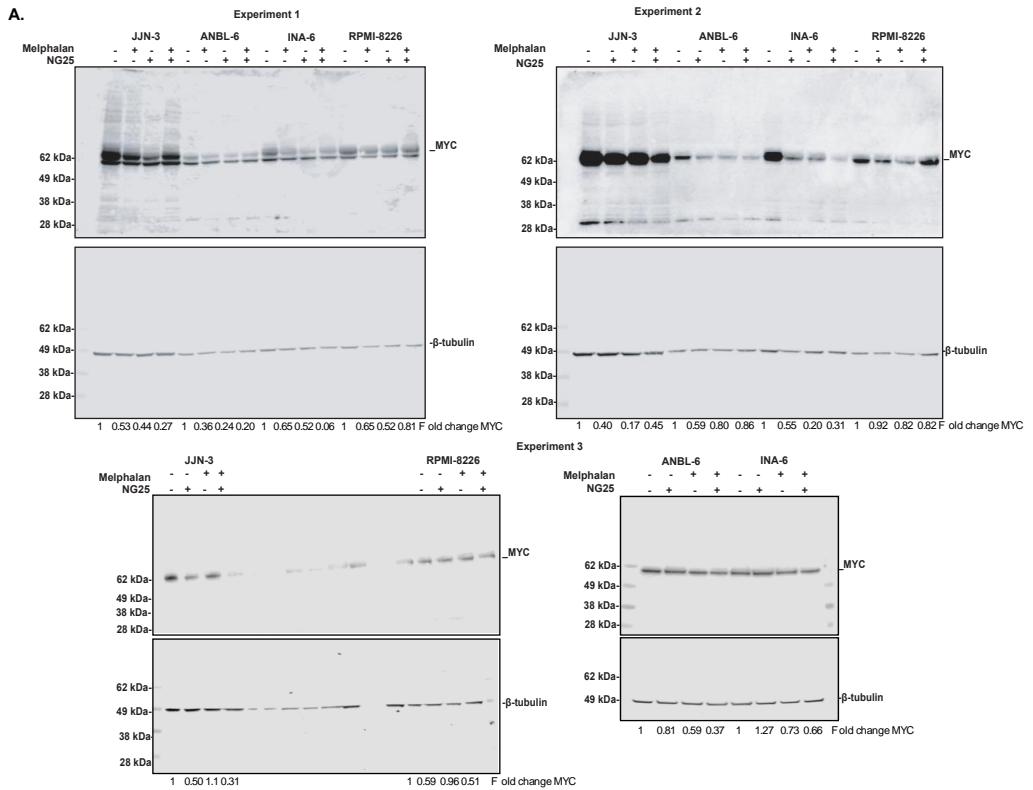 A.
Experiment 1
JJN-3 ANBL-6 INA-6 RPMI-8226
Melphalan - + - + - + - + - + - + - + - +
NG25 - - + + - - + + - - + + - - + +
_MYC
62 kDa-
49 kDa-
38 kDa-
28 kDa-
62 kDa-
-β-tubulin
49 kDa-
38 kDa-
28 kDa-
1 0.53 0.44 0.27 1 0.36 0.24 0.20 1 0.65 0.52 0.06 1 0.65 0.52 0.81 F old change MYC
Experiment 2
JJN-3 ANBL-6 INA-6 RPMI-8226
Melphalan - - + + - - + + - - + + - - + +
NG25 - + - + - + - + - + - + - + - +
_MYC
62 kDa-
49 kDa-
38 kDa-
28 kDa-
62 kDa-
49 kDa-
-β-tubulin
38 kDa-
28 kDa-
1 0.40 0.17 0.45 1 0.59 0.80 0.86 1 0.55 0.20 0.31 1 0.92 0.82 0.82 F old change MYC
Experiment 3
JJN-3 RPMI-8226
Melphalan - - + + - - + +
NG25 - + - + - + - +
_MYC
62 kDa-
49 kDa-
38 kDa-
28 kDa-
62 kDa-
-β-tubulin
49 kDa-
38 kDa-
28 kDa
1 0.50 1.1 0.31 1 0.59 0.96 0.51 F old change MYC
ANBL-6 INA-6
Melphalan - - + + - - + +
NG25 - + - + - + - +
62 kDa-
_MYC
49 kDa-
38 kDa-
28 kDa-
62 kDa-
-β-tubulin
49 kDa-
1 0.81 0.59 0.37 1 1.27 0.73 0.66 Fold change MYC